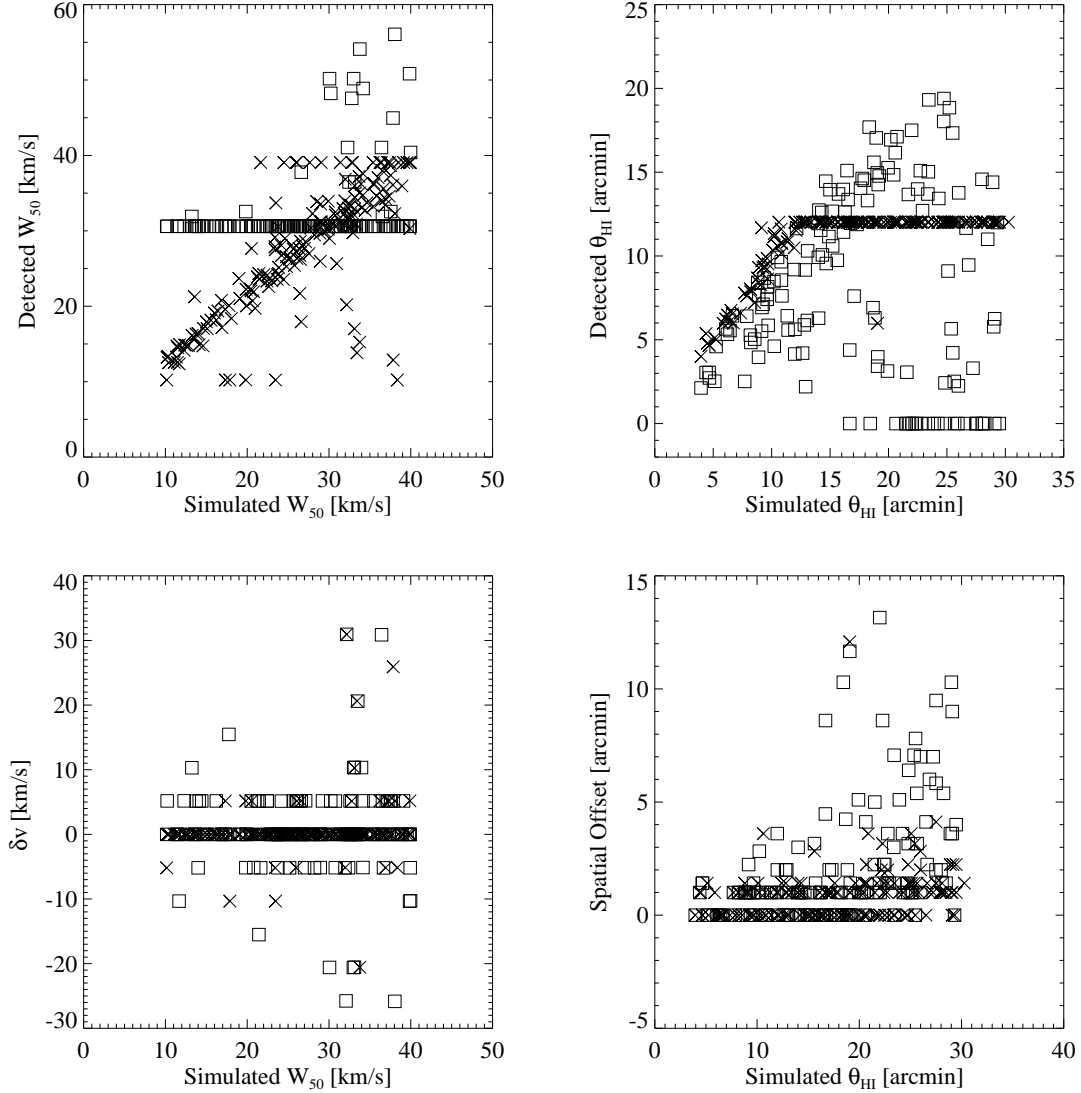 60
40
20
0
Detected W50 [km/s]
0 10 20 30 40 50
Simulated W50 [km/s]
25
20
15
10
5
0
Detected θHI [arcmin]
0 5 10 15 20 25 30 35
Simulated θHI [arcmin]
40
30
20
10
0
-10
-20
-30
δv [km/s]
0 10 20 30 40 50
Simulated W50 [km/s]
15
10
5
0
-5
Spatial Offset [arcmin]
0 10 20 30 40
Simulated θHI [arcmin]